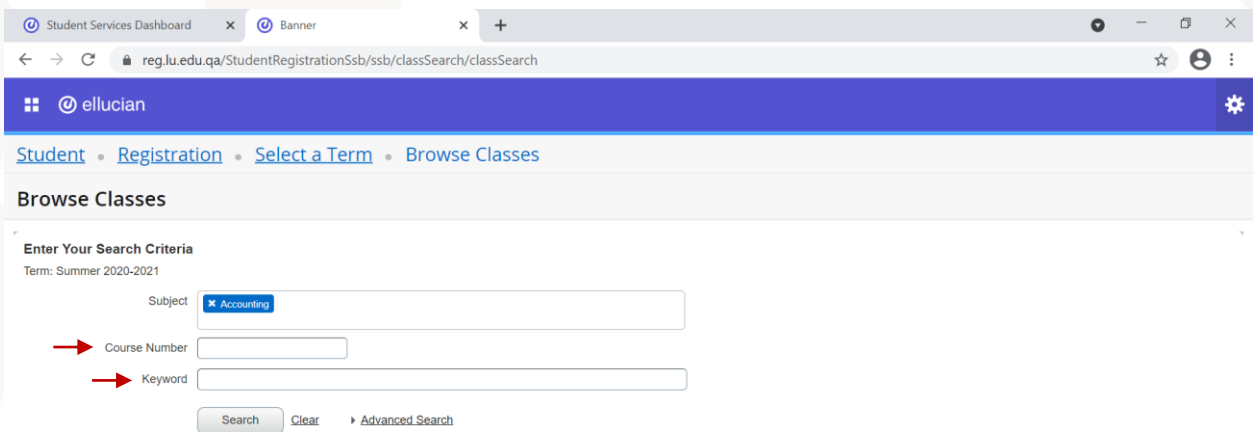 Student Services Dashboard Banner
reg.lu.edu.qa/StudentRegistrationSsb/ssb/classSearch/classSearch
ellucian
Student • Registration • Select a Term • Browse Classes
Browse Classes
Enter Your Search Criteria
Term: Summer 2020-2021
Subject × Accounting
Course Number
Keyword
Search Clear Advanced Search